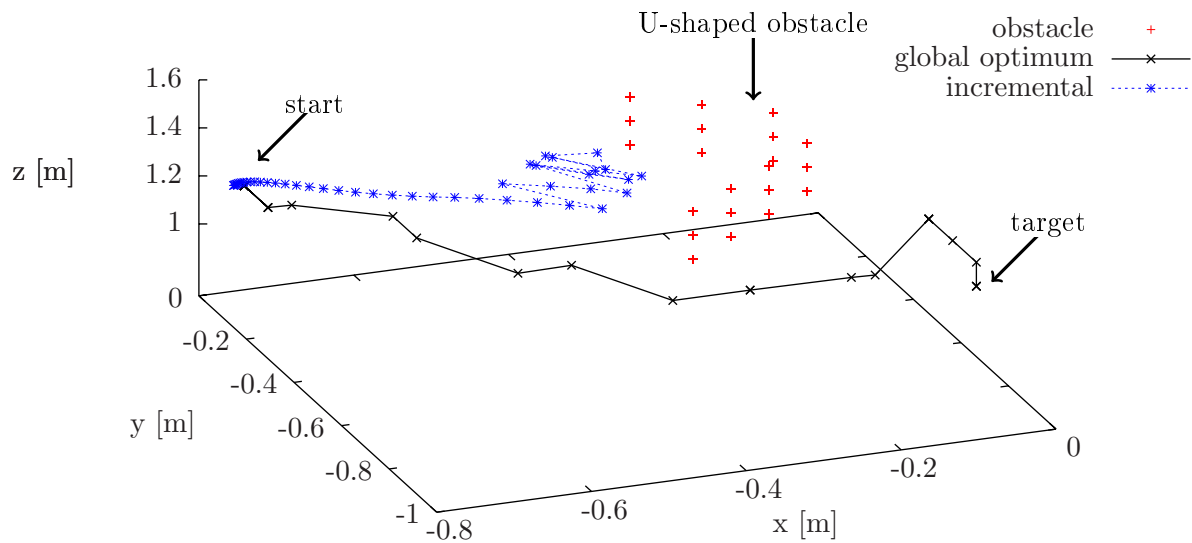 U-shaped obstacle
obstacle
global optimum
incremental
start
target
z [m]
1.6
1.4
1.2
1
0
-0.2
-0.4
-0.6
-0.8
-1
y [m]
-0.8
-0.6
-0.4
-0.2
0
x [m]